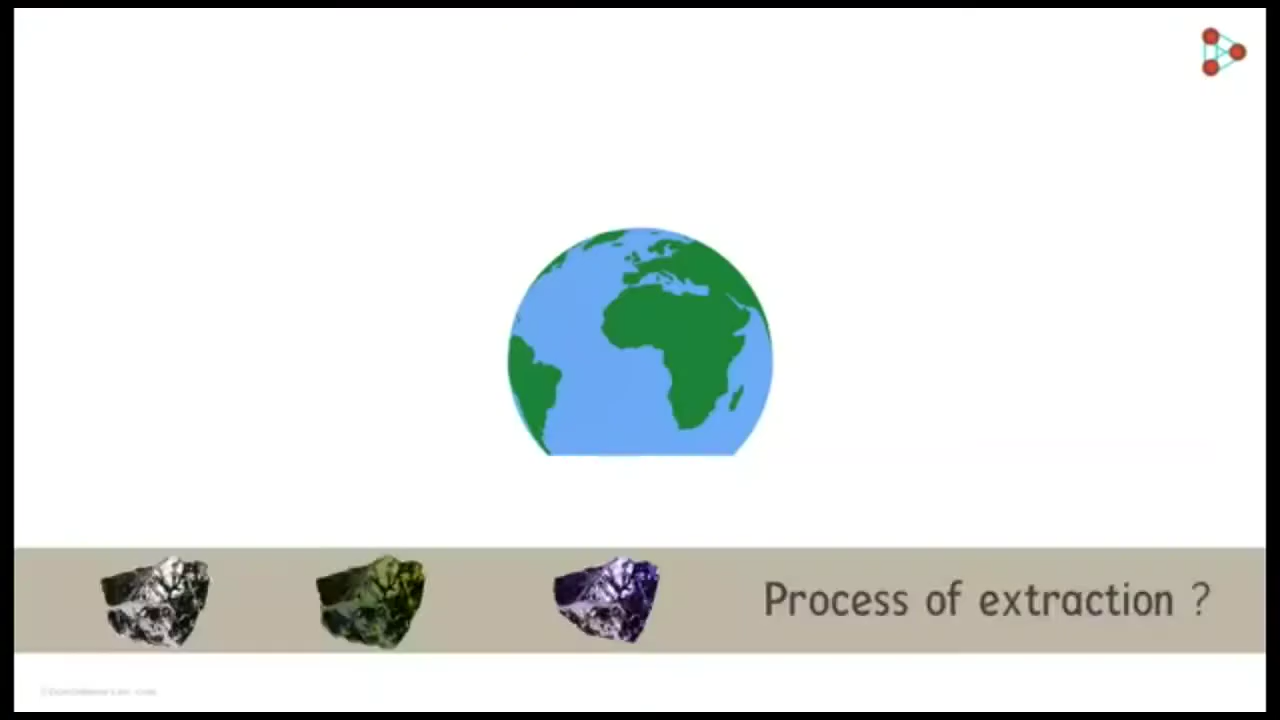 Process of extraction ?